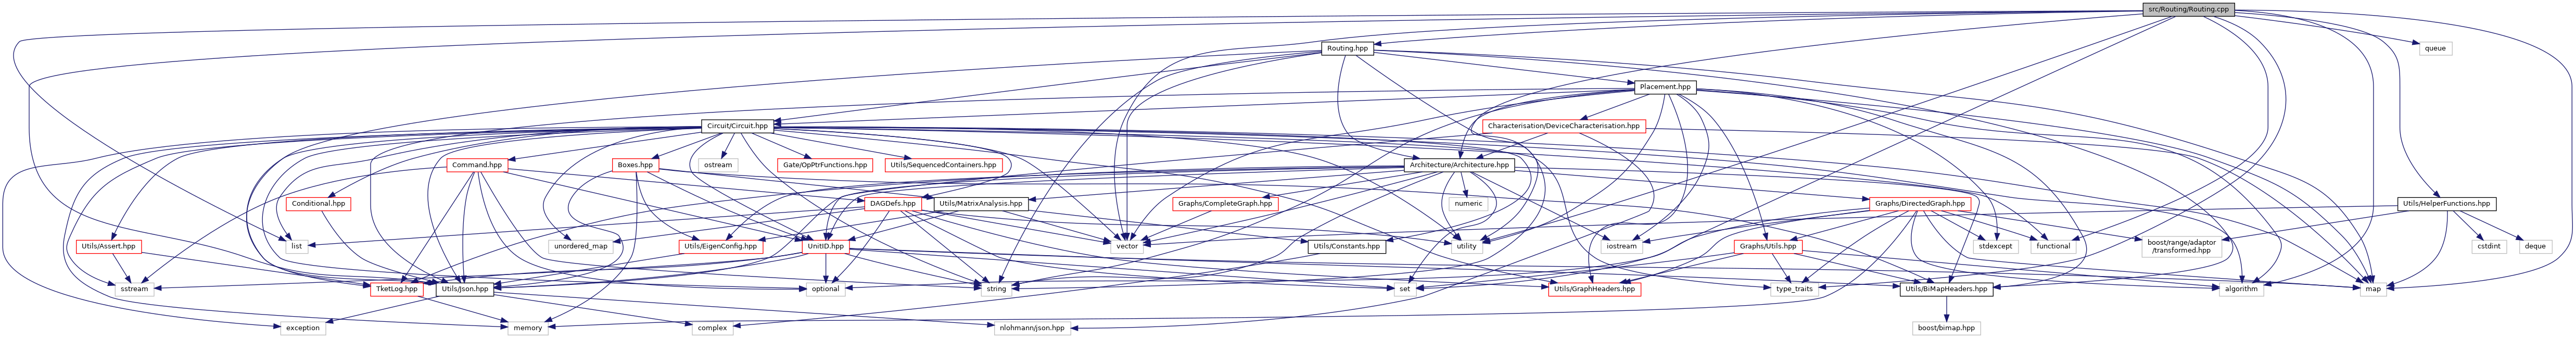 src/Routing/Routing.cpp
Routing.hpp
queue
Placement.hpp
Circuit/Circuit.hpp
Characterisation/DeviceCharacterisation.hpp
Command.hpp
Boxes.hpp
ostream
Gate/OpPtrFunctions.hpp
Utils/SequencedContainers.hpp
Architecture/Architecture.hpp
Conditional.hpp
DAGDefs.hpp
Utils/MatrixAnalysis.hpp
Graphs/CompleteGraph.hpp
numeric
Graphs/DirectedGraph.hpp
Utils/HelperFunctions.hpp
Utils/Assert.hpp
list
unordered_map
Utils/EigenConfig.hpp
UnitID.hpp
vector
Utils/Constants.hpp
utility
iostream
Graphs/Utils.hpp
stdexcept
functional
boost/range/adaptor
/transformed.hpp
cstdint
deque
sstream
TketLog.hpp
Utils/Json.hpp
optional
string
set
Utils/GraphHeaders.hpp
type_traits
Utils/BiMapHeaders.hpp
algorithm
map
exception
memory
complex
nlohmann/json.hpp
boost/bimap.hpp